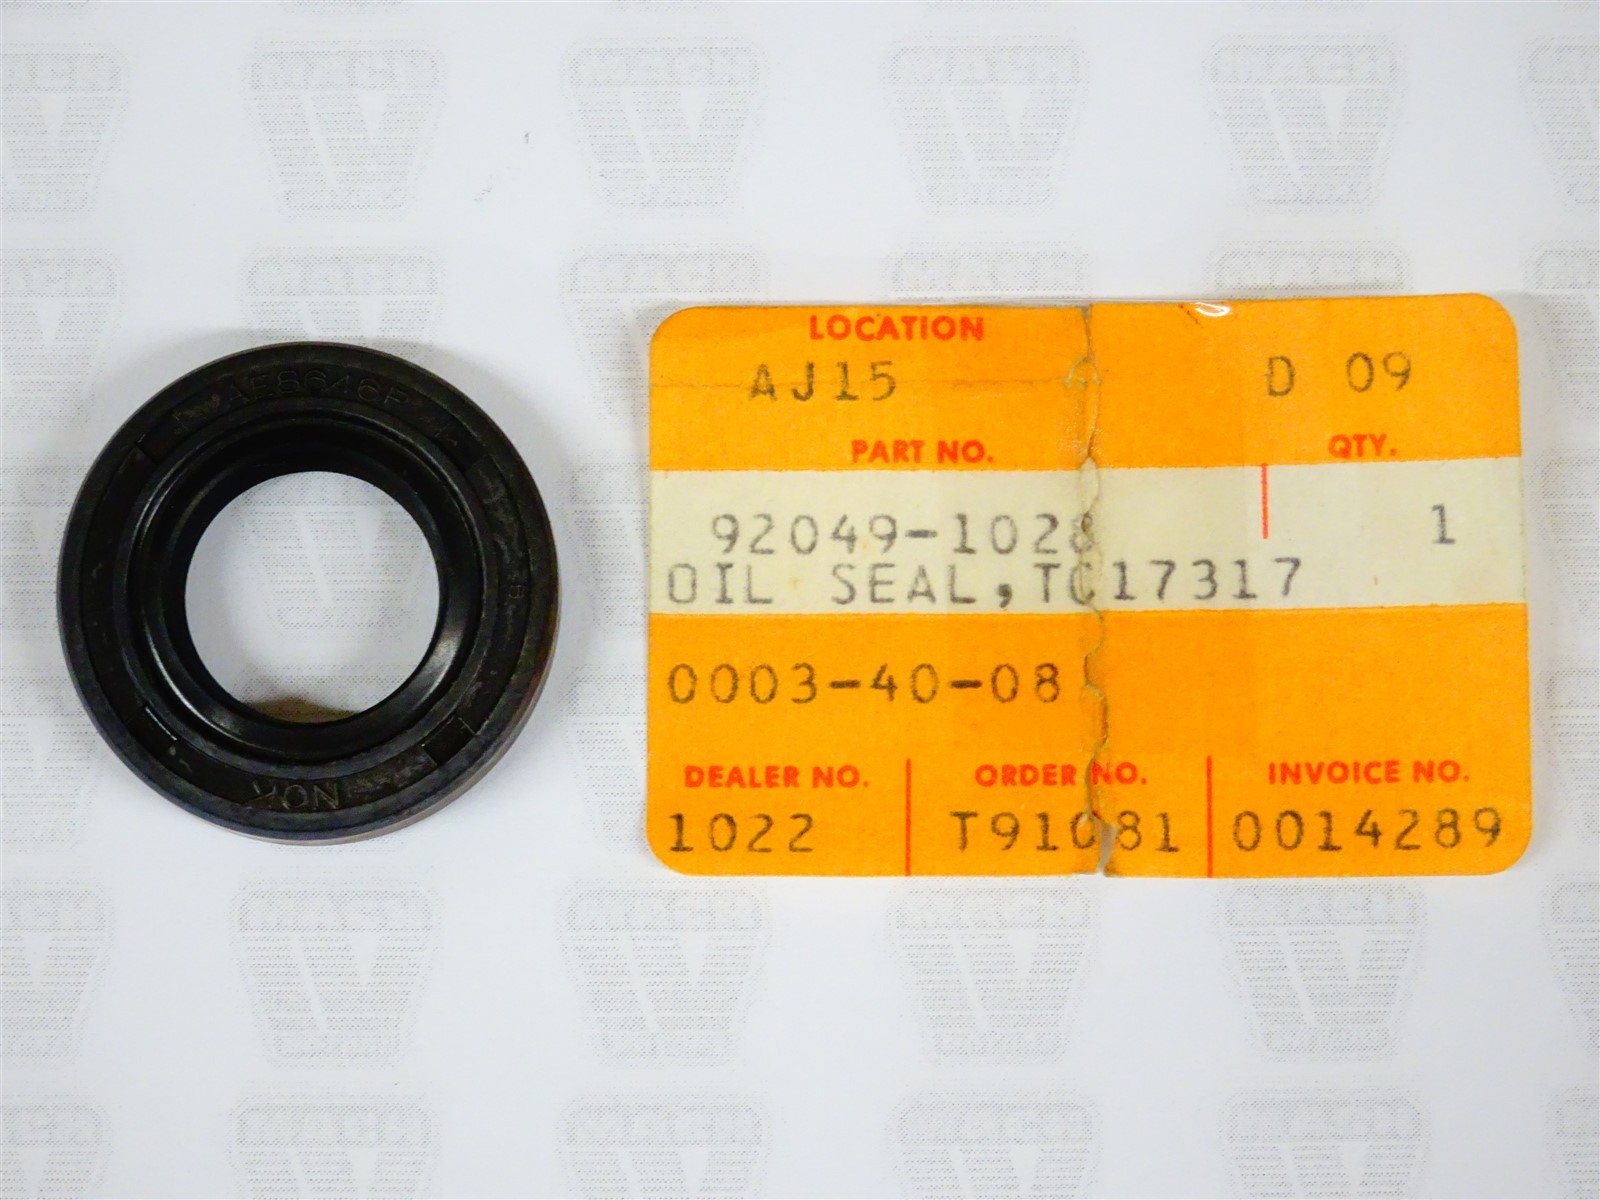 AE8646F
NOK
LOCATION
AJ15 D 09
PART NO. QTY.
92049-1028 1
OIL SEAL,TC17317
0003-40-08
DEALER NO. ORDER NO. INVOICE NO.
1022 T91081 0014289